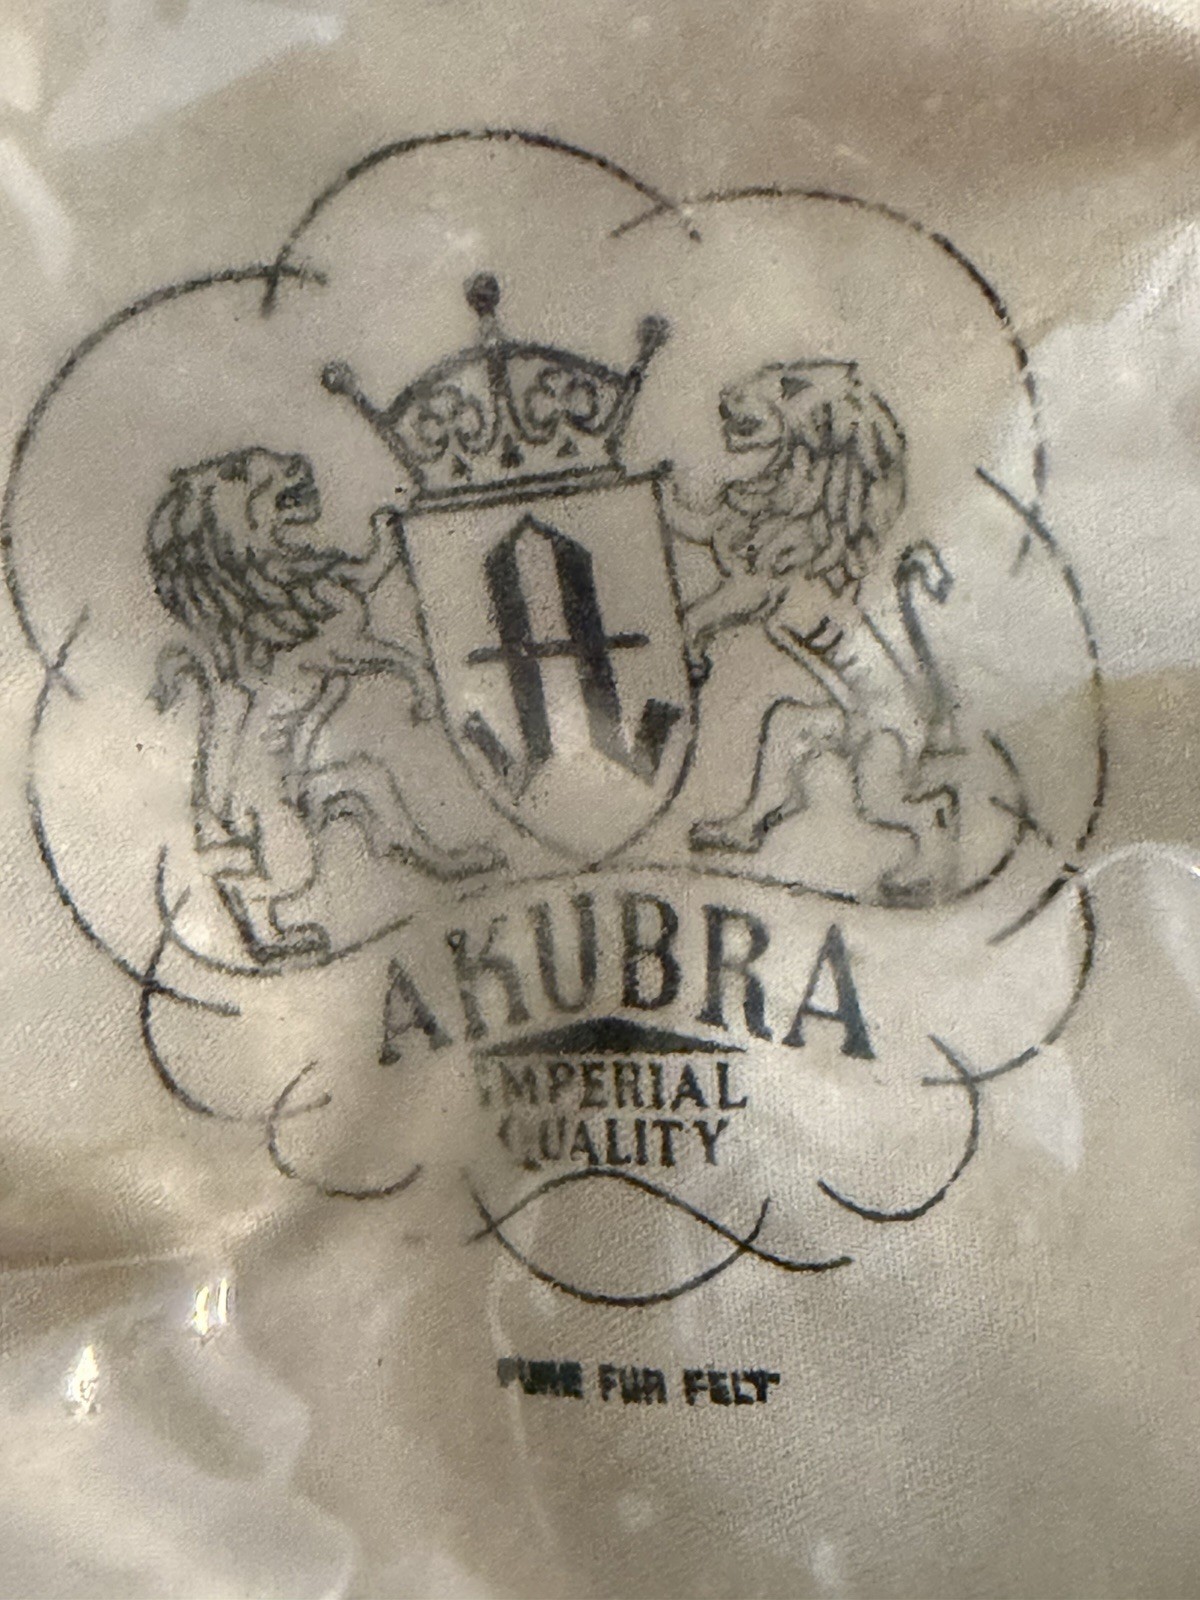 A
AKUBRA
IMPERIAL
QUALITY
PURE FUR FELT